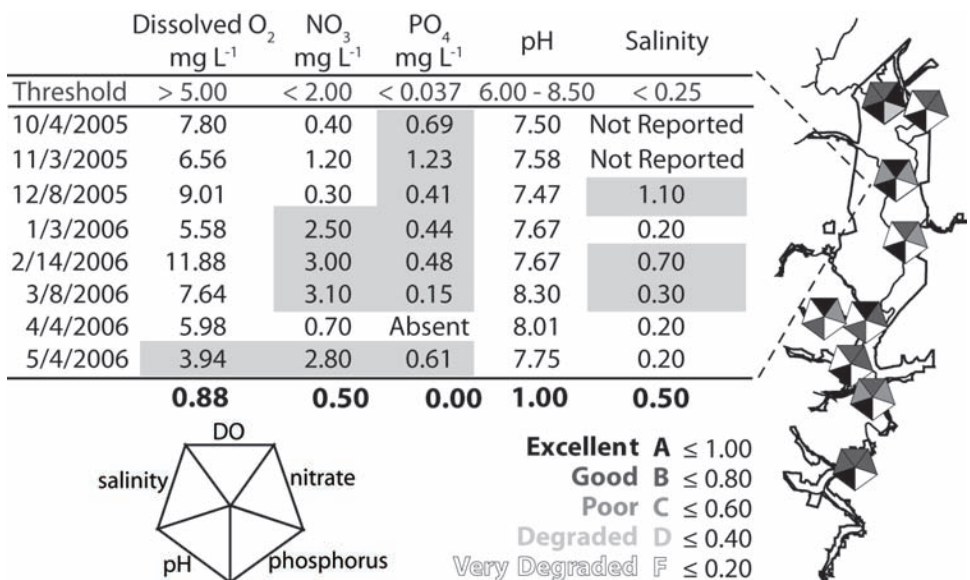 Dissolved O₂ NO₃ PO₄ pH Salinity
mg L⁻¹ mg L⁻¹ mg L⁻¹
Threshold > 5.00 < 2.00 < 0.037 6.00 - 8.50 < 0.25
10/4/2005 7.80 0.40 0.69 7.50 Not Reported
11/3/2005 6.56 1.20 1.23 7.58 Not Reported
12/8/2005 9.01 0.30 0.41 7.47 1.10
1/3/2006 5.58 2.50 0.44 7.67 0.20
2/14/2006 11.88 3.00 0.48 7.67 0.70
3/8/2006 7.64 3.10 0.15 8.30 0.30
4/4/2006 5.98 0.70 Absent 8.01 0.20
5/4/2006 3.94 2.80 0.61 7.75 0.20
0.88 0.50 0.00 1.00 0.50
DO
salinity nitrate
pH phosphorus
Excellent A ≤ 1.00
Good B ≤ 0.80
Poor C ≤ 0.60
Degraded D ≤ 0.40
Very Degraded F ≤ 0.20